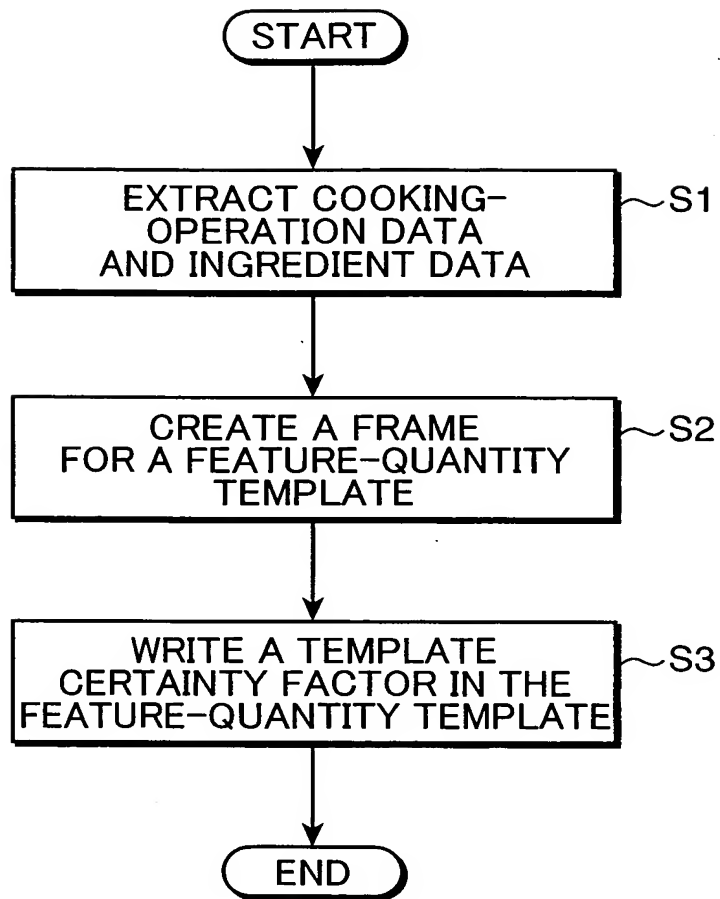 START
EXTRACT COOKING-
OPERATION DATA
AND INGREDIENT DATA
S1
CREATE A FRAME
FOR A FEATURE-QUANTITY
TEMPLATE
S2
WRITE A TEMPLATE
CERTAINTY FACTOR IN THE
FEATURE-QUANTITY TEMPLATE
S3
END